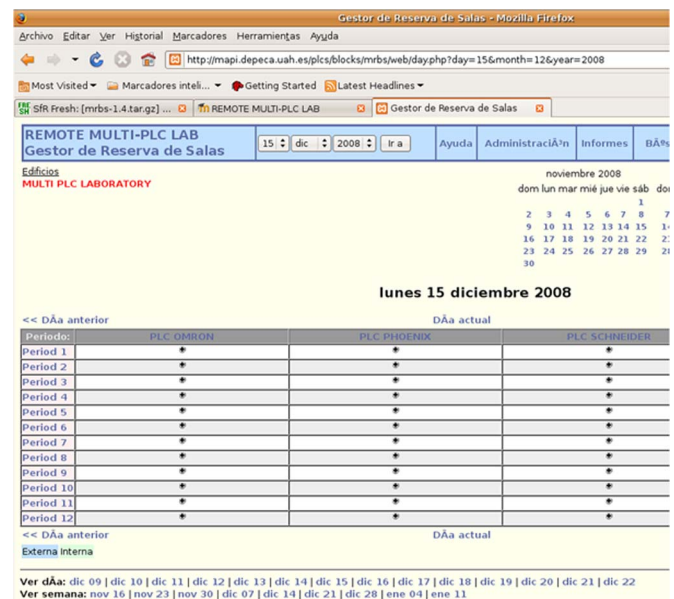 Gestor de Reserva de Salas - Mozilla Firefox
Archivo Editar Ver Historial Marcadores Herramientas Ayuda
http://mapi.depeca.uah.es/plcs/blocks/mrbs/web/day.php?day=15&month=12&year=2008
Most Visited Marcadores inteli... Getting Started Latest Headlines
SfR Fresh: [mrbs-1.4.tar.gz] ... REMOTE MULTI-PLC LAB Gestor de Reserva de Salas
REMOTE MULTI-PLC LAB
Gestor de Reserva de Salas
15 dic 2008 Ir a Ayuda AdministraciÃ³n Informes BÃºs
Edificios
MULTI PLC LABORATORY
noviembre 2008
dom lun mar mié jue vie sáb
1
2 3 4 5 6 7 8
9 10 11 12 13 14 15
16 17 18 19 20 21 22
23 24 25 26 27 28 29
30
lunes 15 diciembre 2008
<< DÃa anterior DÃa actual
Periodo: PLC OMRON PLC PHOENIX PLC SCHNEIDER
Period 1
Period 2
Period 3
Period 4
Period 5
Period 6
Period 7
Period 8
Period 9
Period 10
Period 11
Period 12
<< DÃa anterior DÃa actual
Externa Interna
Ver dÃa: dic 09 | dic 10 | dic 11 | dic 12 | dic 13 | dic 14 | dic 15 | dic 16 | dic 17 | dic 18 | dic 19 | dic 20 | dic 21 | dic 22
Ver semana: nov 16 | nov 23 | nov 30 | dic 07 | dic 14 | dic 21 | dic 28 | ene 04 | ene 11